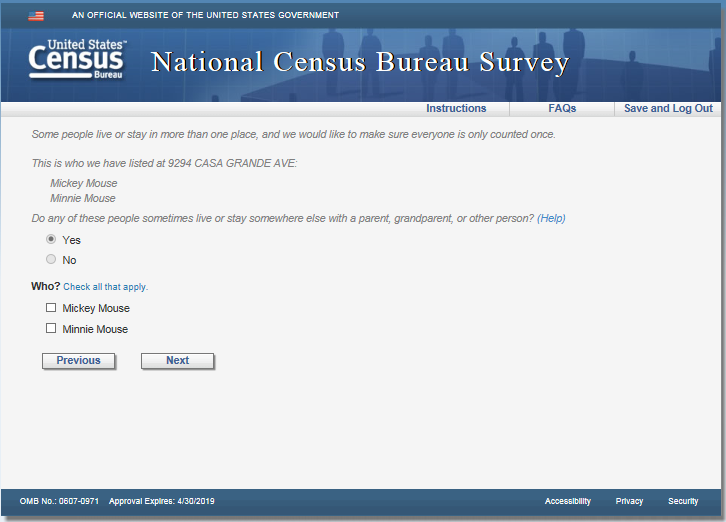 AN OFFICIAL WEBSITE OF THE UNITED STATES GOVERNMENT
United States™
Census
Bureau
National Census Bureau Survey
Instructions FAQs Save and Log Out
Some people live or stay in more than one place, and we would like to make sure everyone is only counted once.
This is who we have listed at 9294 CASA GRANDE AVE:
Mickey Mouse
Minnie Mouse
Do any of these people sometimes live or stay somewhere else with a parent, grandparent, or other person? (Help)
Yes
No
Who? Check all that apply.
Mickey Mouse
Minnie Mouse
Previous Next
OMB No.: 0607-0971 Approval Expires: 4/30/2019 Accessibility Privacy Security